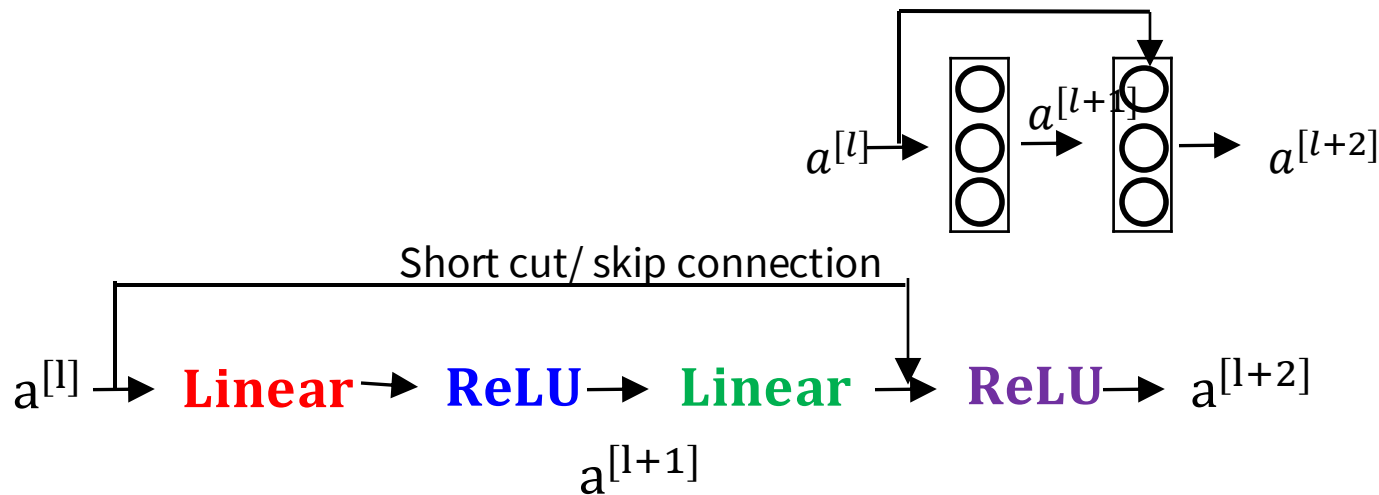 a^[l] a^[l+1] a^[l+2]
Short cut/ skip connection
a^[l] Linear ReLU Linear ReLU a^[l+2]
a^[l+1]